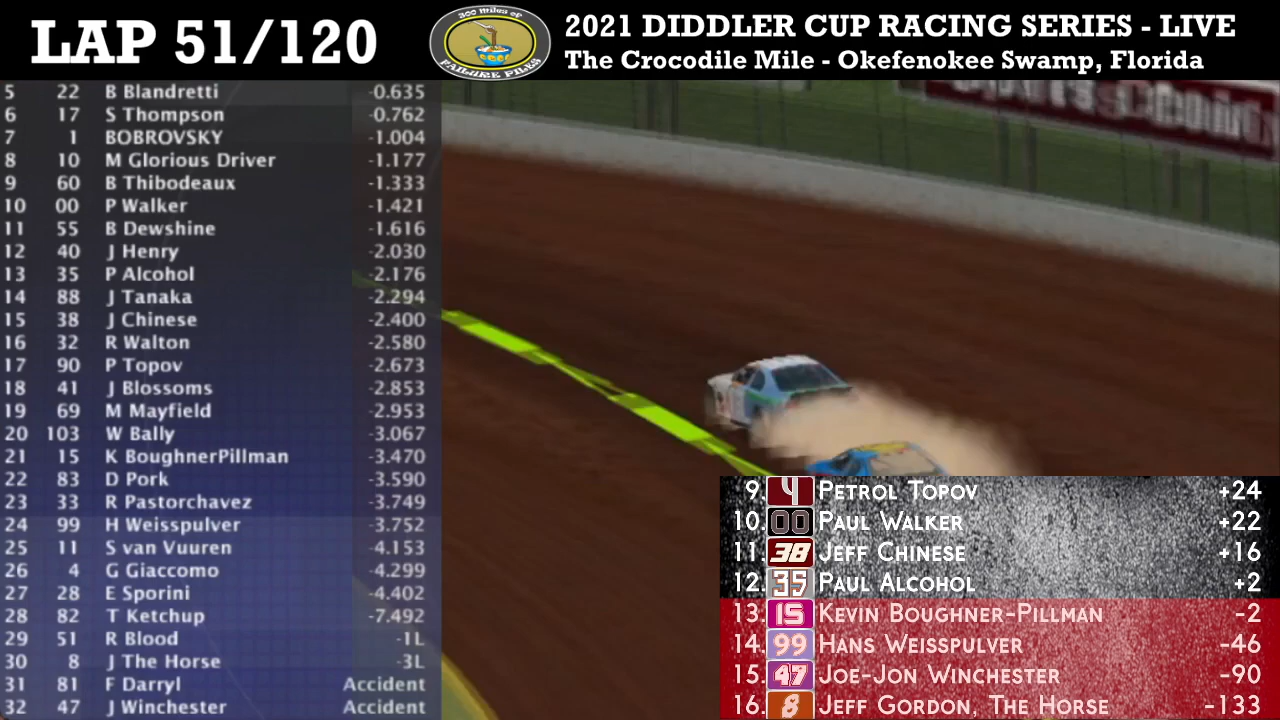 LAP 51/120
300 Miles of
FAILURE PILES
2021 DIDDLER CUP RACING SERIES - LIVE
The Crocodile Mile - Okefenokee Swamp, Florida
5 22 B Blandretti -0.635
6 17 S Thompson -0.762
7 1 BOBROVSKY -1.004
8 10 M Glorious Driver -1.177
9 60 B Thibodeaux -1.333
10 00 P Walker -1.421
11 55 B Dewshine -1.616
12 40 J Henry -2.030
13 35 P Alcohol -2.176
14 88 J Tanaka -2.294
15 38 J Chinese -2.400
16 32 R Walton -2.580
17 90 P Topov -2.673
18 41 J Blossoms -2.853
19 69 M Mayfield -2.953
20 103 W Bally -3.067
21 15 K BoughnerPillman -3.470
22 83 D Pork -3.590
23 33 R Pastorchavez -3.749
24 99 H Weisspulver -3.752
25 11 S van Vuuren -4.153
26 4 G Giaccomo -4.299
27 28 E Sporini -4.402
28 82 T Ketchup -7.492
29 51 R Blood -1L
30 8 J The Horse -3L
31 81 F Darryl Accident
32 47 J Winchester Accident
9. 4 PETROL TOPOV +24
10. 00 PAUL WALKER +22
11. 38 JEFF CHINESE +16
12. 35 PAUL ALCOHOL +2
13. 15 KEVIN BOUGHNER-PILLMAN -2
14. 99 HANS WEISSPULVER -46
15. 47 JOE-JON WINCHESTER -90
16. 8 JEFF GORDON, THE HORSE -133